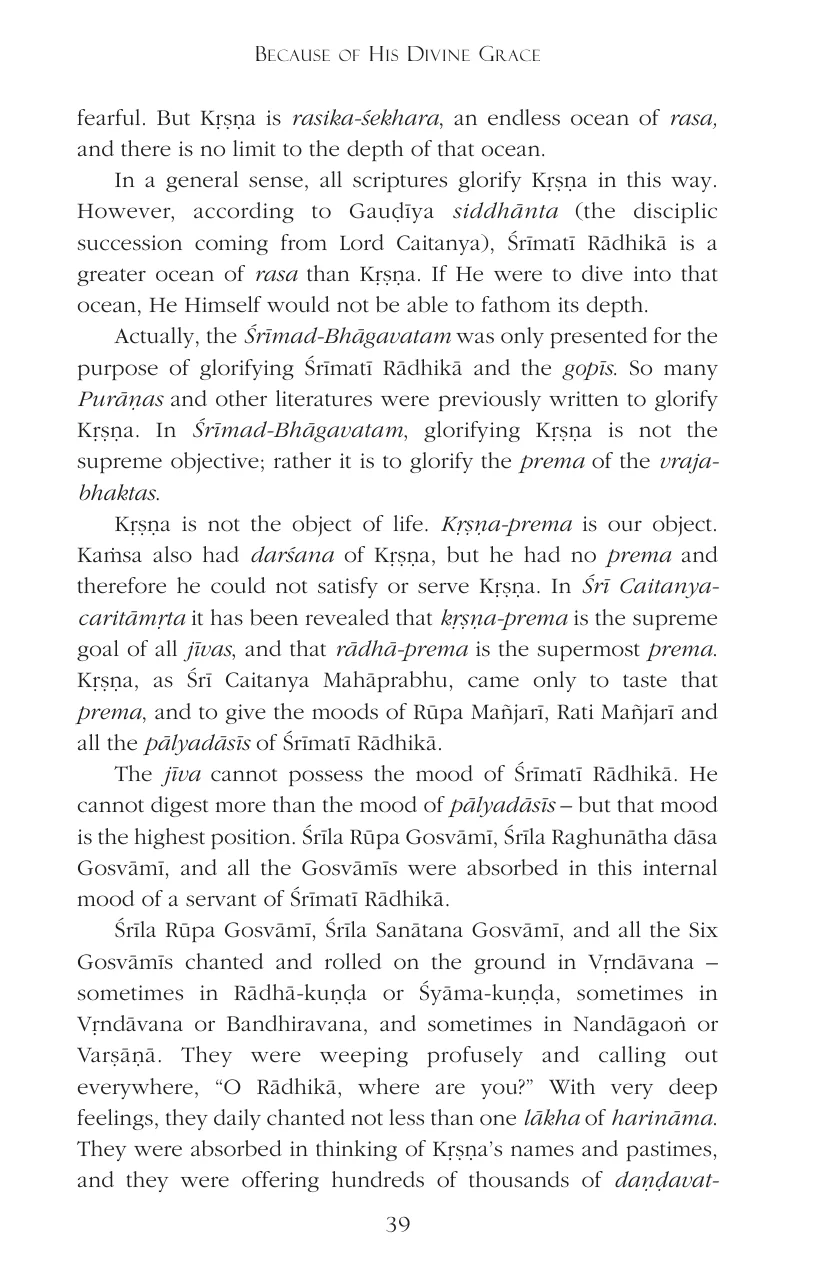 Because of His Divine Grace
fearful. But Kṛṣṇa is rasika-śekhara, an endless ocean of rasa,
and there is no limit to the depth of that ocean.
In a general sense, all scriptures glorify Kṛṣṇa in this way.
However, according to Gauḍīya siddhānta (the disciplic
succession coming from Lord Caitanya), Śrīmatī Rādhikā is a
greater ocean of rasa than Kṛṣṇa. If He were to dive into that
ocean, He Himself would not be able to fathom its depth.
Actually, the Śrīmad-Bhāgavatam was only presented for the
purpose of glorifying Śrīmatī Rādhikā and the gopīs. So many
Purāṇas and other literatures were previously written to glorify
Kṛṣṇa. In Śrīmad-Bhāgavatam, glorifying Kṛṣṇa is not the
supreme objective; rather it is to glorify the prema of the vraja-
bhaktas.
Kṛṣṇa is not the object of life. Kṛṣṇa-prema is our object.
Kaṁsa also had darśana of Kṛṣṇa, but he had no prema and
therefore he could not satisfy or serve Kṛṣṇa. In Śrī Caitanya-
caritāmṛta it has been revealed that kṛṣṇa-prema is the supreme
goal of all jīvas, and that rādhā-prema is the supermost prema.
Kṛṣṇa, as Śrī Caitanya Mahāprabhu, came only to taste that
prema, and to give the moods of Rūpa Mañjarī, Rati Mañjarī and
all the pālyadāsīs of Śrīmatī Rādhikā.
The jīva cannot possess the mood of Śrīmatī Rādhikā. He
cannot digest more than the mood of pālyadāsīs – but that mood
is the highest position. Śrīla Rūpa Gosvāmī, Śrīla Raghunātha dāsa
Gosvāmī, and all the Gosvāmīs were absorbed in this internal
mood of a servant of Śrīmatī Rādhikā.
Śrīla Rūpa Gosvāmī, Śrīla Sanātana Gosvāmī, and all the Six
Gosvāmīs chanted and rolled on the ground in Vṛndāvana –
sometimes in Rādhā-kuṇḍa or Śyāma-kuṇḍa, sometimes in
Vṛndāvana or Bandhiravana, and sometimes in Nandāgaoṅ or
Varṣāṇā. They were weeping profusely and calling out
everywhere, “O Rādhikā, where are you?” With very deep
feelings, they daily chanted not less than one lākha of harināma.
They were absorbed in thinking of Kṛṣṇa’s names and pastimes,
and they were offering hundreds of thousands of daṇḍavat-
39